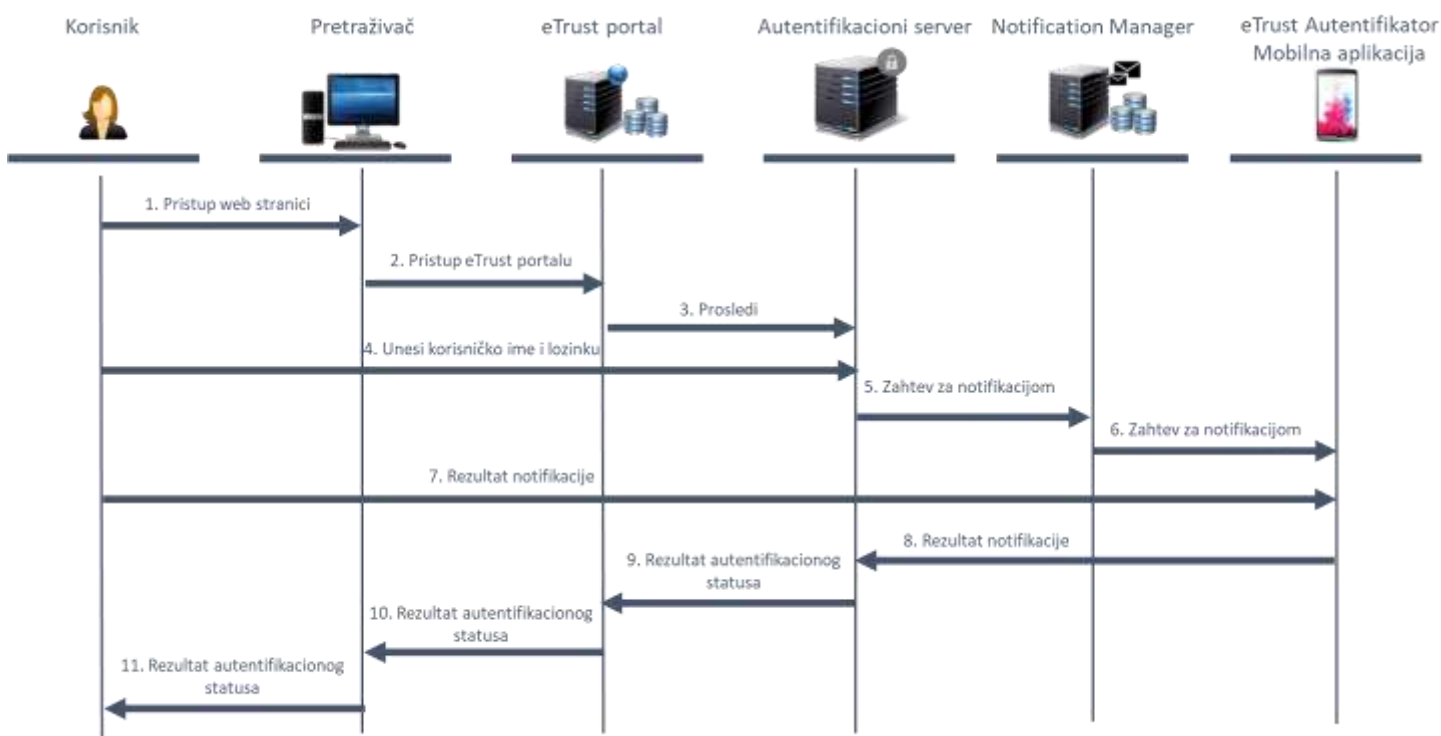 Korisnik
Pretraživač
eTrust portal
Autentifikacioni server
Notification Manager
eTrust Autentifikator
Mobilna aplikacija
1. Pristup web stranici
2. Pristup eTrust portalu
3. Prosledi
4. Unesi korisničko ime i lozinku
5. Zahtev za notifikacijom
6. Zahtev za notifikacijom
7. Rezultat notifikacije
8. Rezultat notifikacije
9. Rezultat autentifikacionog
statusa
10. Rezultat autentifikacionog
statusa
11. Rezultat autentifikacionog
statusa